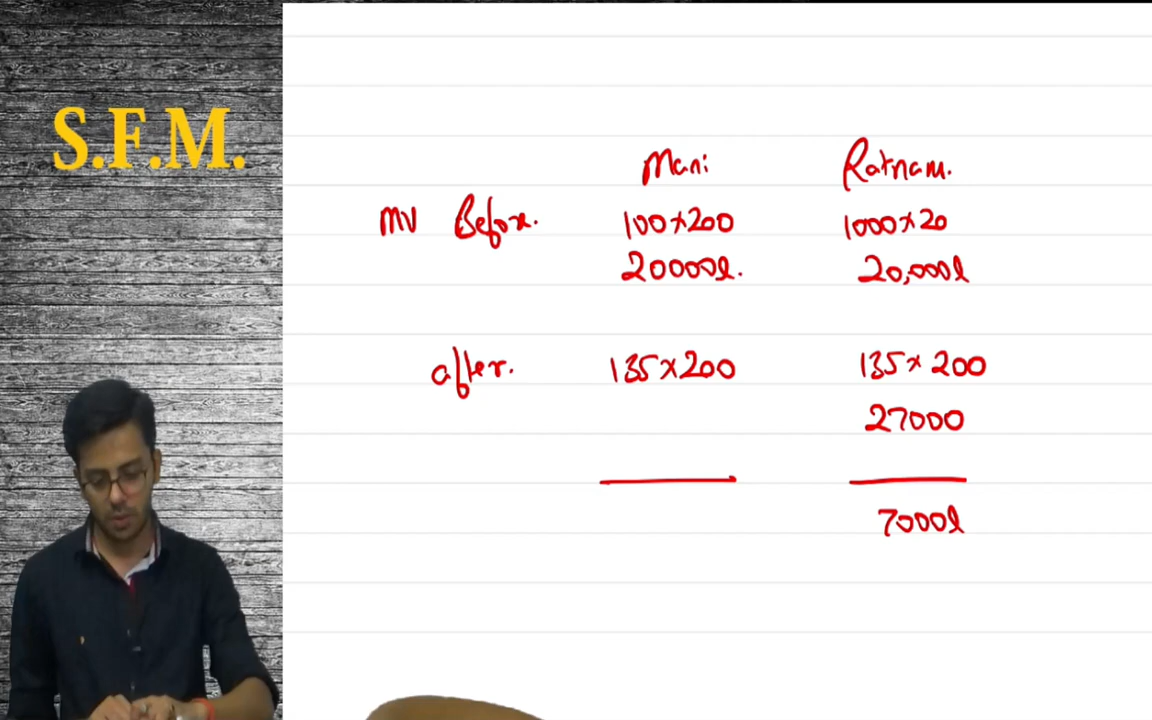 S.F.M.
Mani Ratnam.
MV Before. 100×200 1000×20
20000l. 20,000l
after. 135×200 135×200
27000
7000l